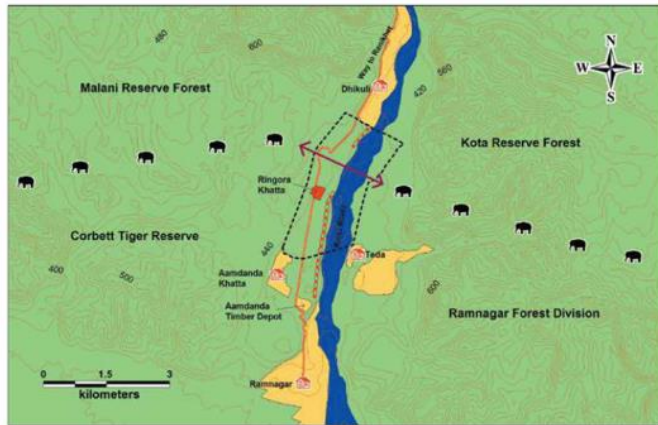 480
600
Way to Ranikhet
Malani Reserve Forest
Dhikuli
560
420
N
W E
S
Kota Reserve Forest
Ringora
Khatta
Corbett Tiger Reserve
440
400
500
Teda
Aamdanda
Khatta
600
Aamdanda
Timber Depot
Ramnagar Forest Division
0 1.5 3
kilometers
Ramnagar